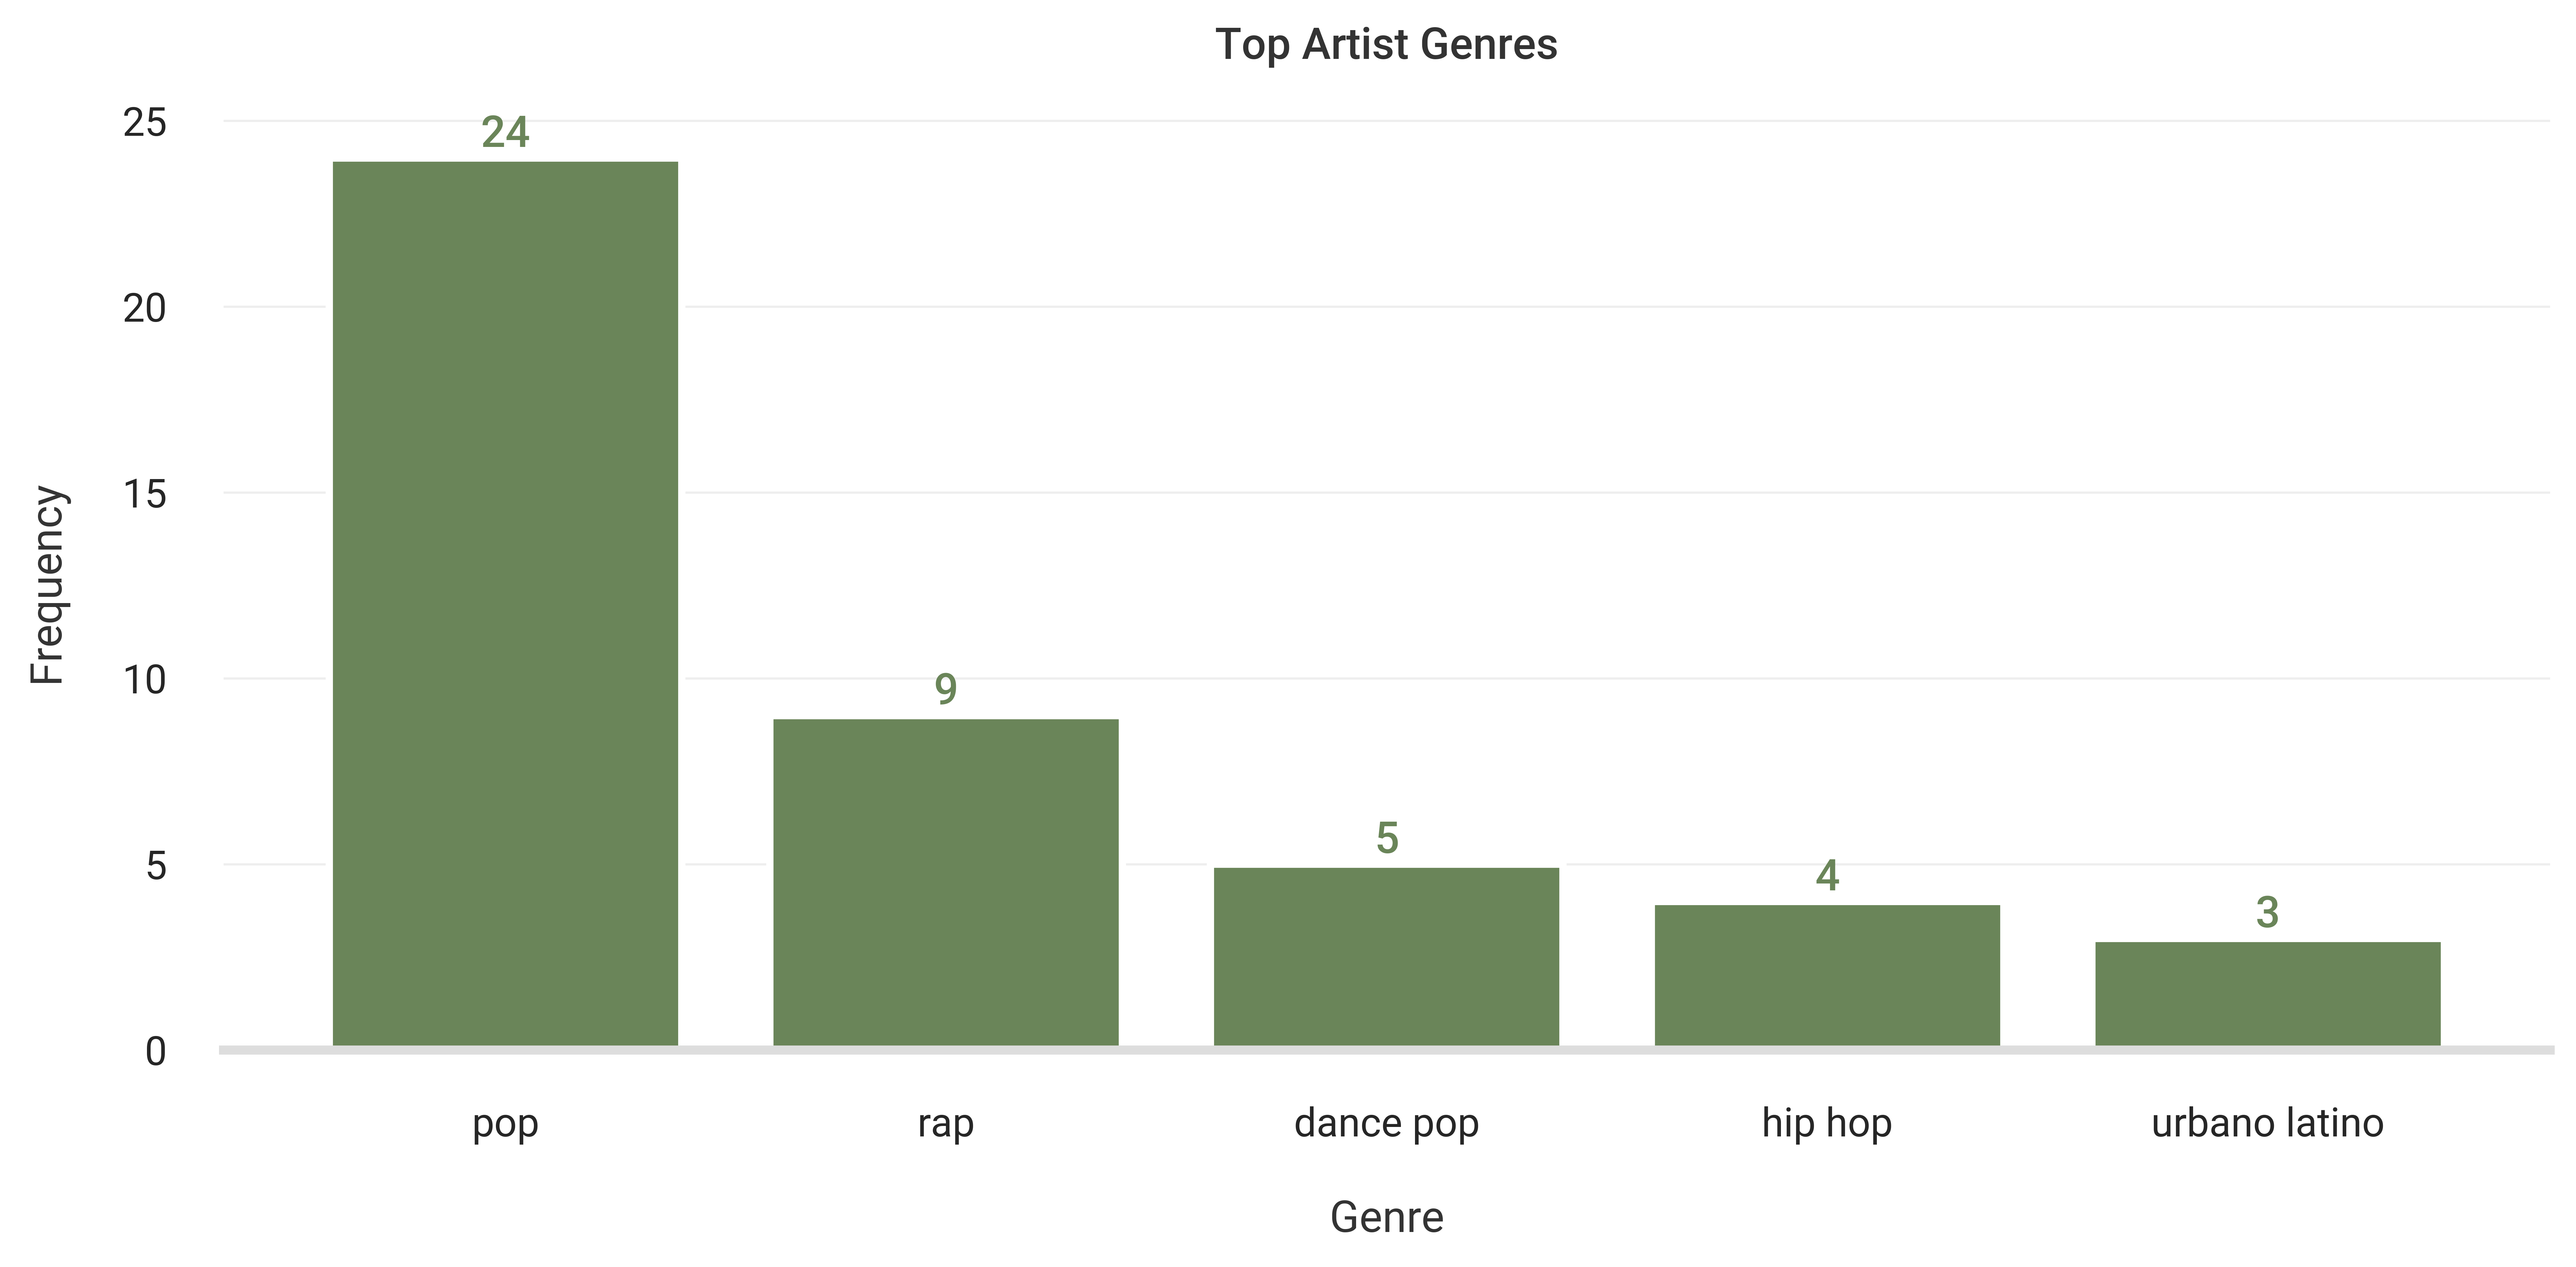 Top Artist Genres
25
20
15
10
5
0
Frequency
24
9
5
4
3
pop
rap
dance pop
hip hop
urbano latino
Genre